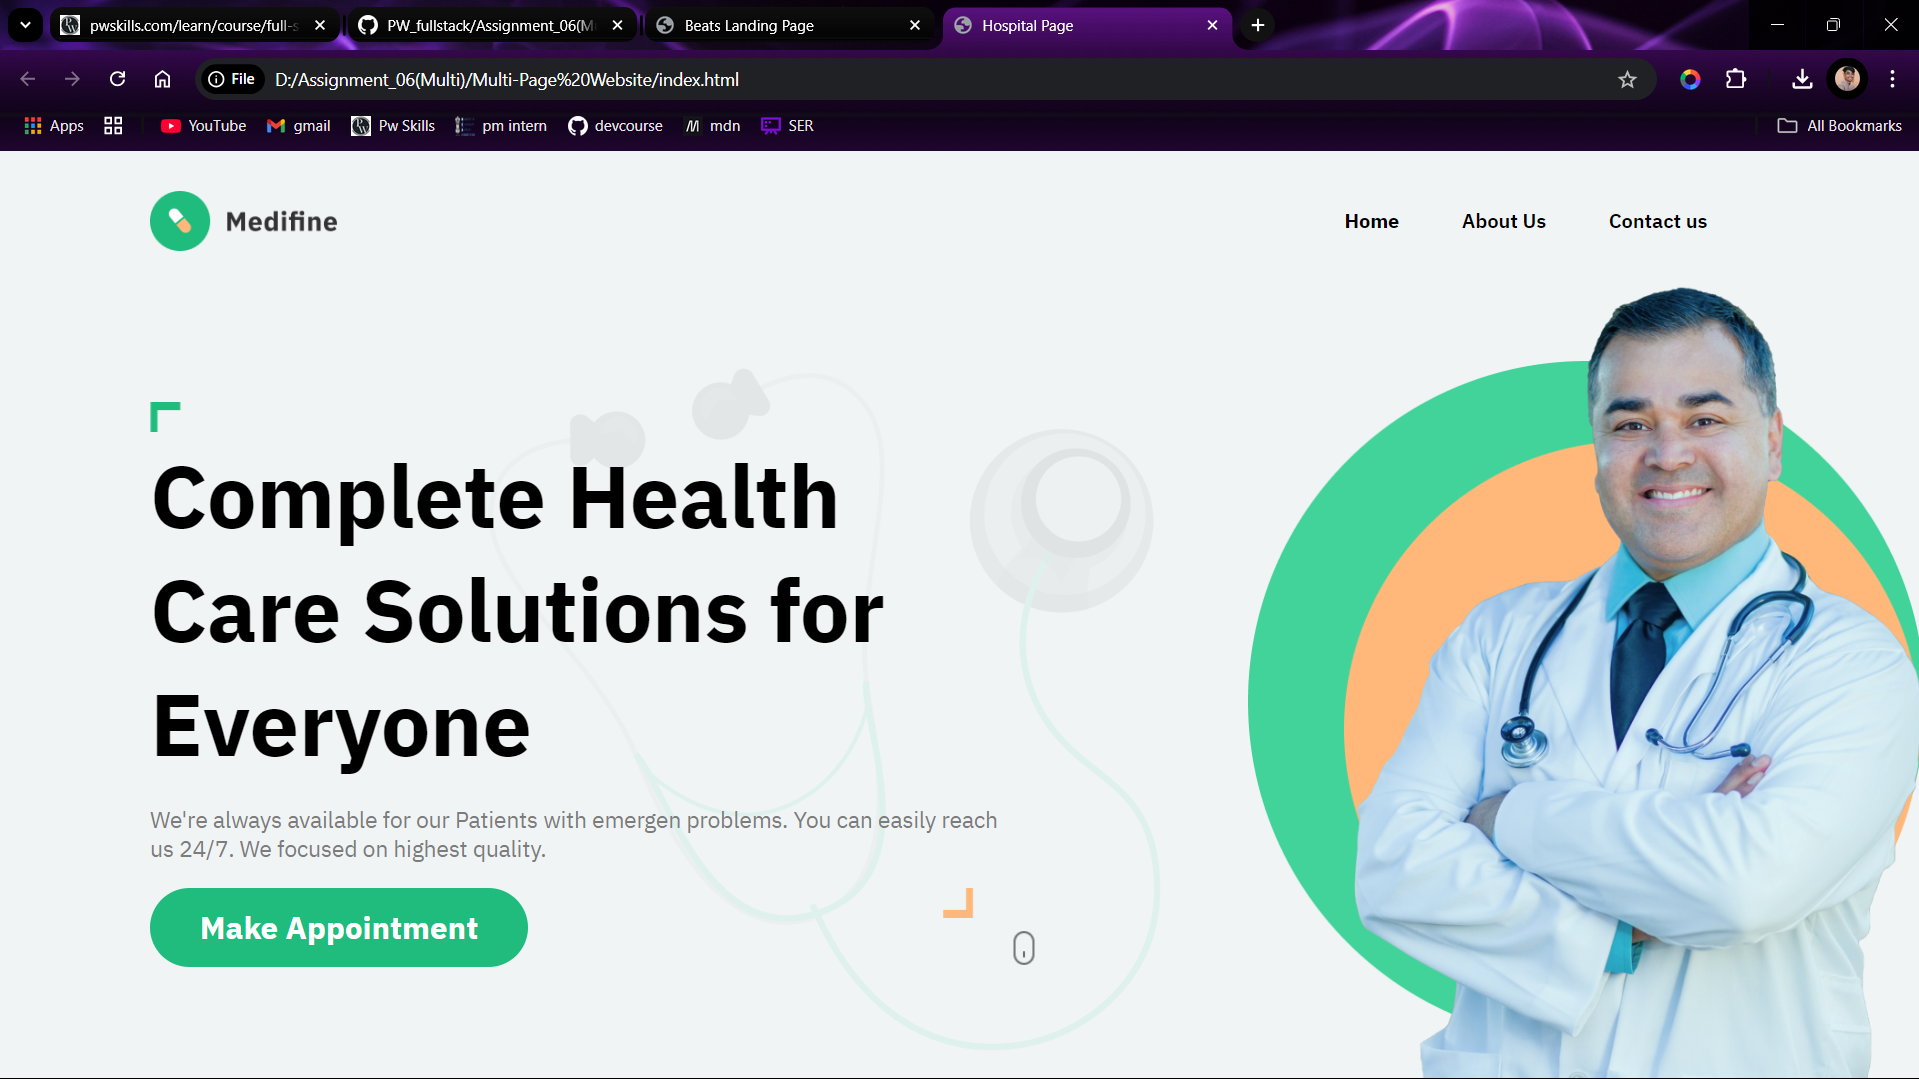 pwskills.com/learn/course/full-s
PW_fullstack/Assignment_06(Mu
Beats Landing Page
Hospital Page
File D:/Assignment_06(Multi)/Multi-Page%20Website/index.html
Apps YouTube gmail Pw Skills pm intern devcourse mdn SER All Bookmarks
Medifine
Home About Us Contact us
Complete Health
Care Solutions for
Everyone
We're always available for our Patients with emergen problems. You can easily reach
us 24/7. We focused on highest quality.
Make Appointment